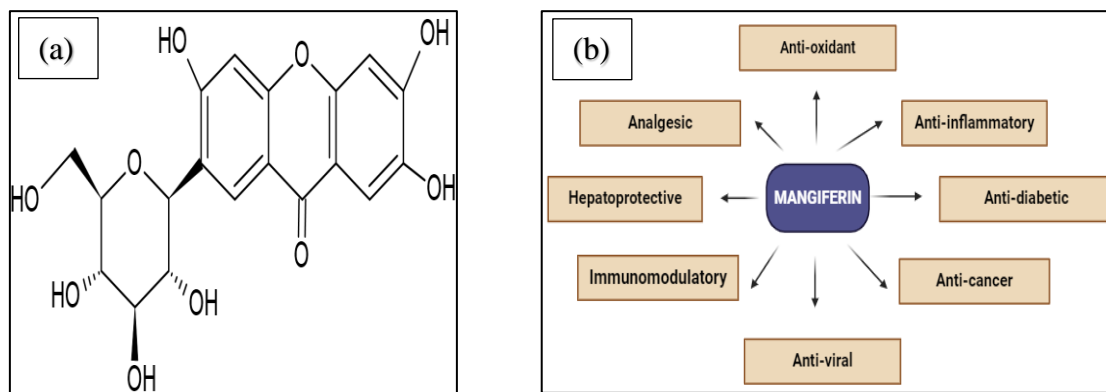 (a)
HO
O
OH
HO
O
OH
O
HO
OH
OH
(b)
Anti-oxidant
Analgesic
Anti-inflammatory
Hepatoprotective
MANGIFERIN
Anti-diabetic
Immunomodulatory
Anti-cancer
Anti-viral